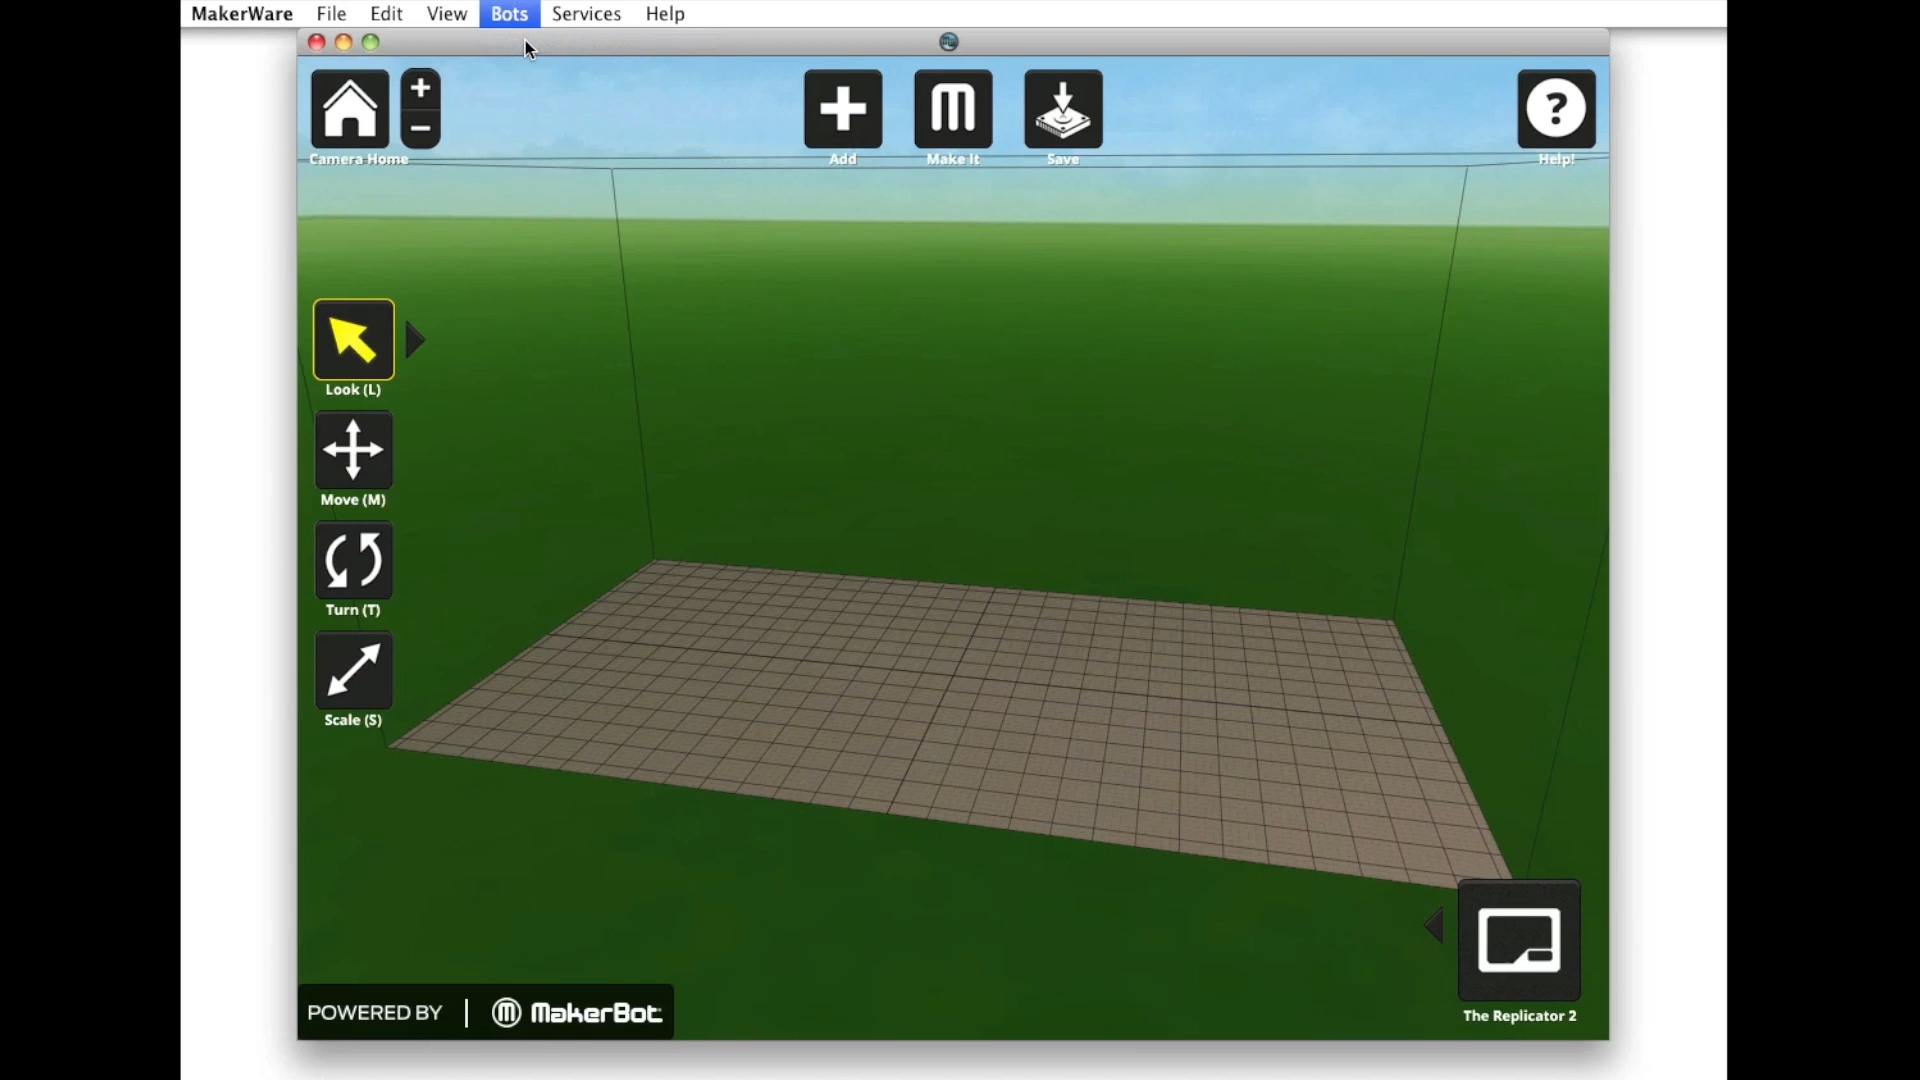 MakerWare File Edit View Bots Services Help
Camera Home
Add
Make It
Save
Help!
Look (L)
Move (M)
Turn (T)
Scale (S)
POWERED BY | MakerBot
The Replicator 2